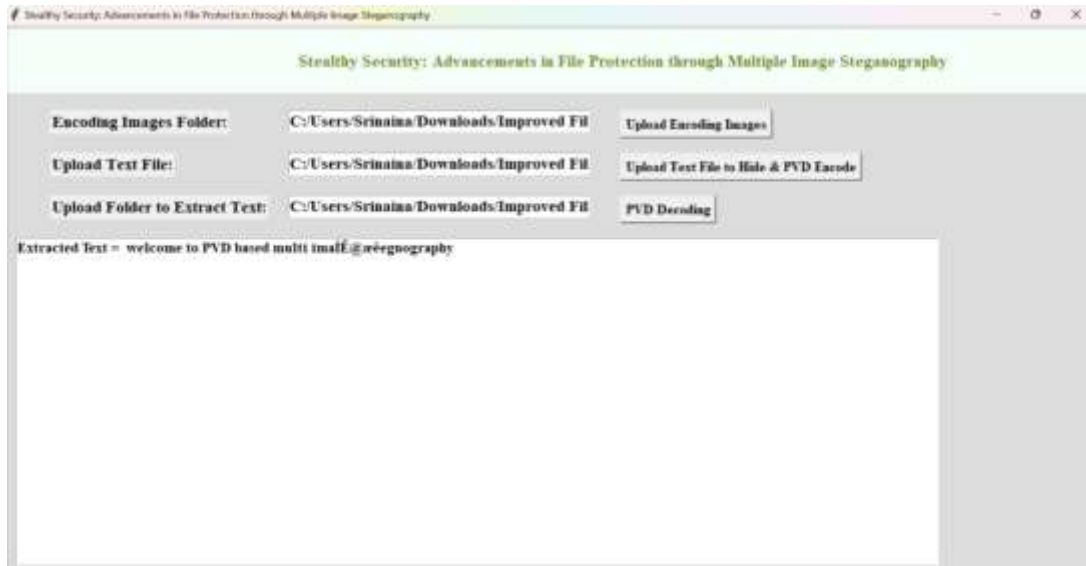 Stealthy Security: Advancements in File Protection through Multiple Image Steganography
Stealthy Security: Advancements in File Protection through Multiple Image Steganography
Encoding Images Folder: C:/Users/Srinaina/Downloads/Improved Fil Upload Encoding Images
Upload Text File: C:/Users/Srinaina/Downloads/Improved Fil Upload Text File to Hide & PVD Encode
Upload Folder to Extract Text: C:/Users/Srinaina/Downloads/Improved Fil PVD Decoding
Extracted Text = welcome to PVD based multi